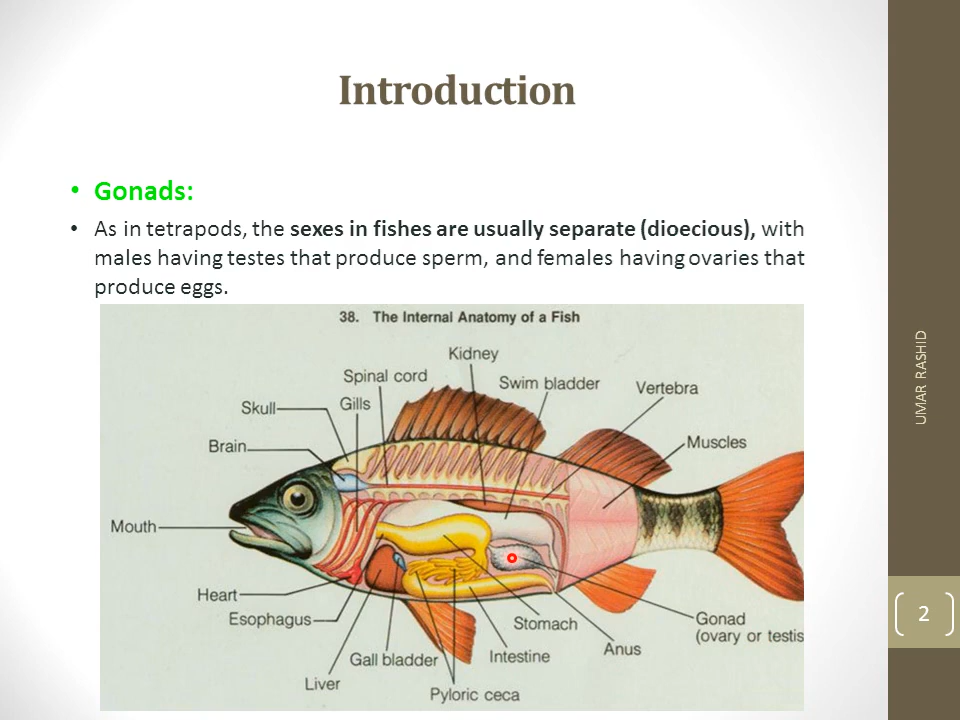 Introduction
• Gonads:
• As in tetrapods, the sexes in fishes are usually separate (dioecious), with
males having testes that produce sperm, and females having ovaries that
produce eggs.
38. The Internal Anatomy of a Fish
Kidney
Spinal cord
Swim bladder
Vertebra
Skull
Gills
Brain
Muscles
Mouth
Heart
Esophagus
Stomach
Gonad
(ovary or testis
Anus
Gall bladder
Intestine
Liver
Pyloric ceca
UMAR RASHID
2